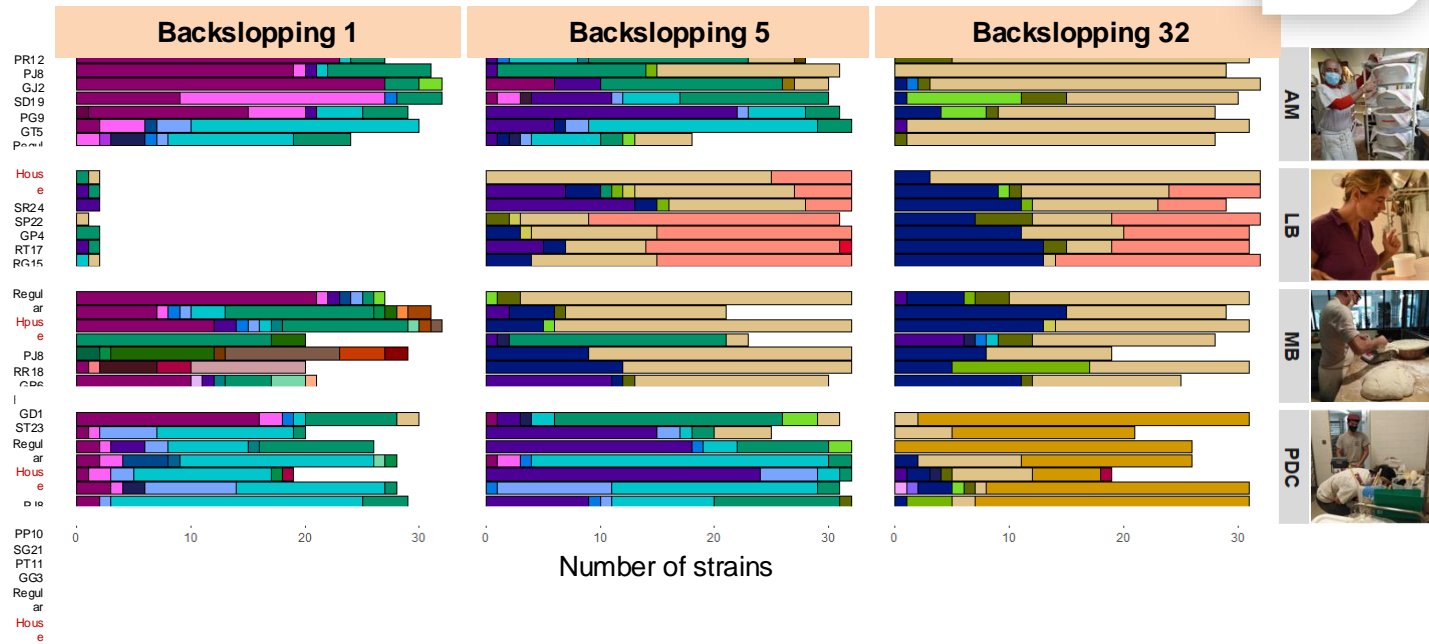 Backslopping 1
Backslopping 5
Backslopping 32
PR12
PJ8
GJ2
SD19
PG9
GT5
Regul
Hous
e
SR24
SP22
GP4
RT17
RG15
Regul
ar
Hpus
e
PJ8
RR18
GP6
GD1
ST23
Regul
ar
Hous
e
PJ8
PP10
SG21
PT11
GG3
Regul
ar
Hous
e
AM
LB
MB
PDC
0 10 20 30
0 10 20 30
0 10 20 30
Number of strains